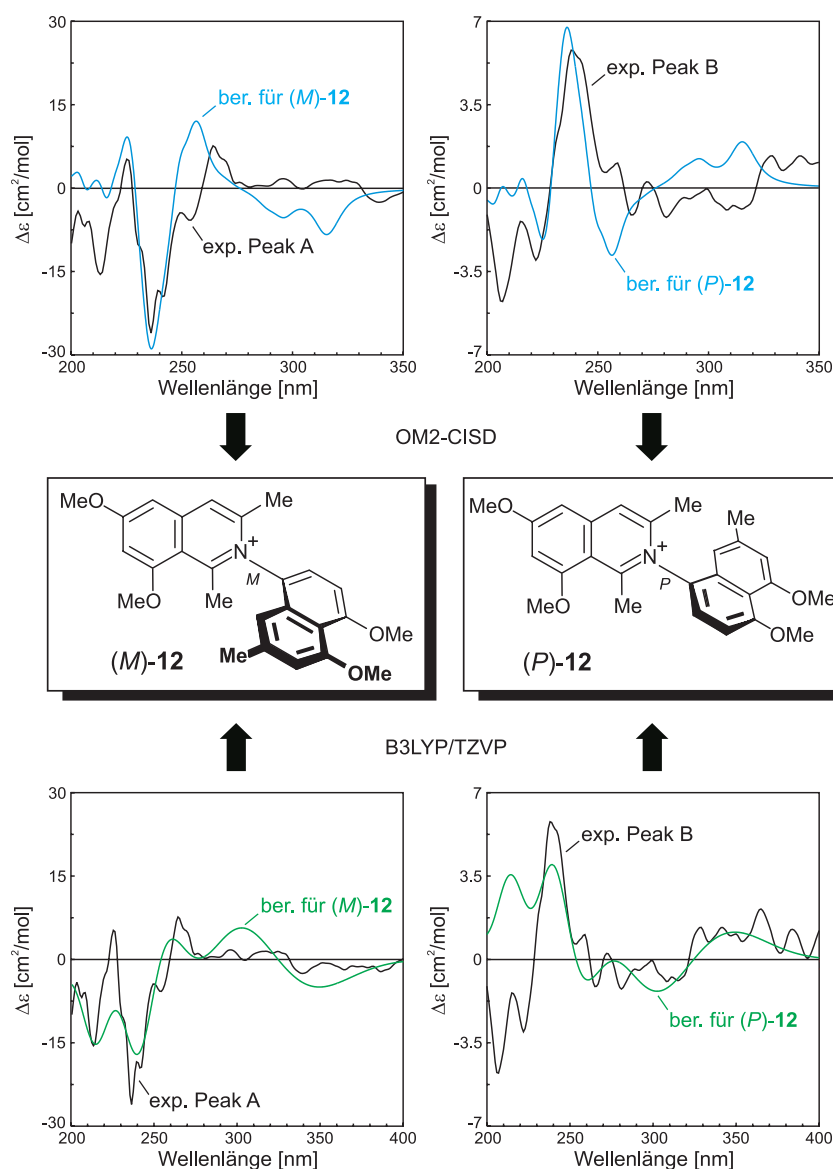 30
15
0
-15
-30
Δε [cm²/mol]
200 250 300 350
Wellenlänge [nm]
ber. für (M)-12
exp. Peak A
7
3.5
0
-3.5
-7
Δε [cm²/mol]
200 250 300 350
Wellenlänge [nm]
exp. Peak B
ber. für (P)-12
OM2-CISD
MeO
Me
N
+
M
MeO
Me
OMe
Me
OMe
(M)-12
MeO
Me
Me
N
+
P
MeO
Me
OMe
OMe
(P)-12
B3LYP/TZVP
30
15
0
-15
-30
Δε [cm²/mol]
200 250 300 350 400
Wellenlänge [nm]
ber. für (M)-12
exp. Peak A
7
3.5
0
-3.5
-7
Δε [cm²/mol]
200 250 300 350 400
Wellenlänge [nm]
exp. Peak B
ber. für (P)-12